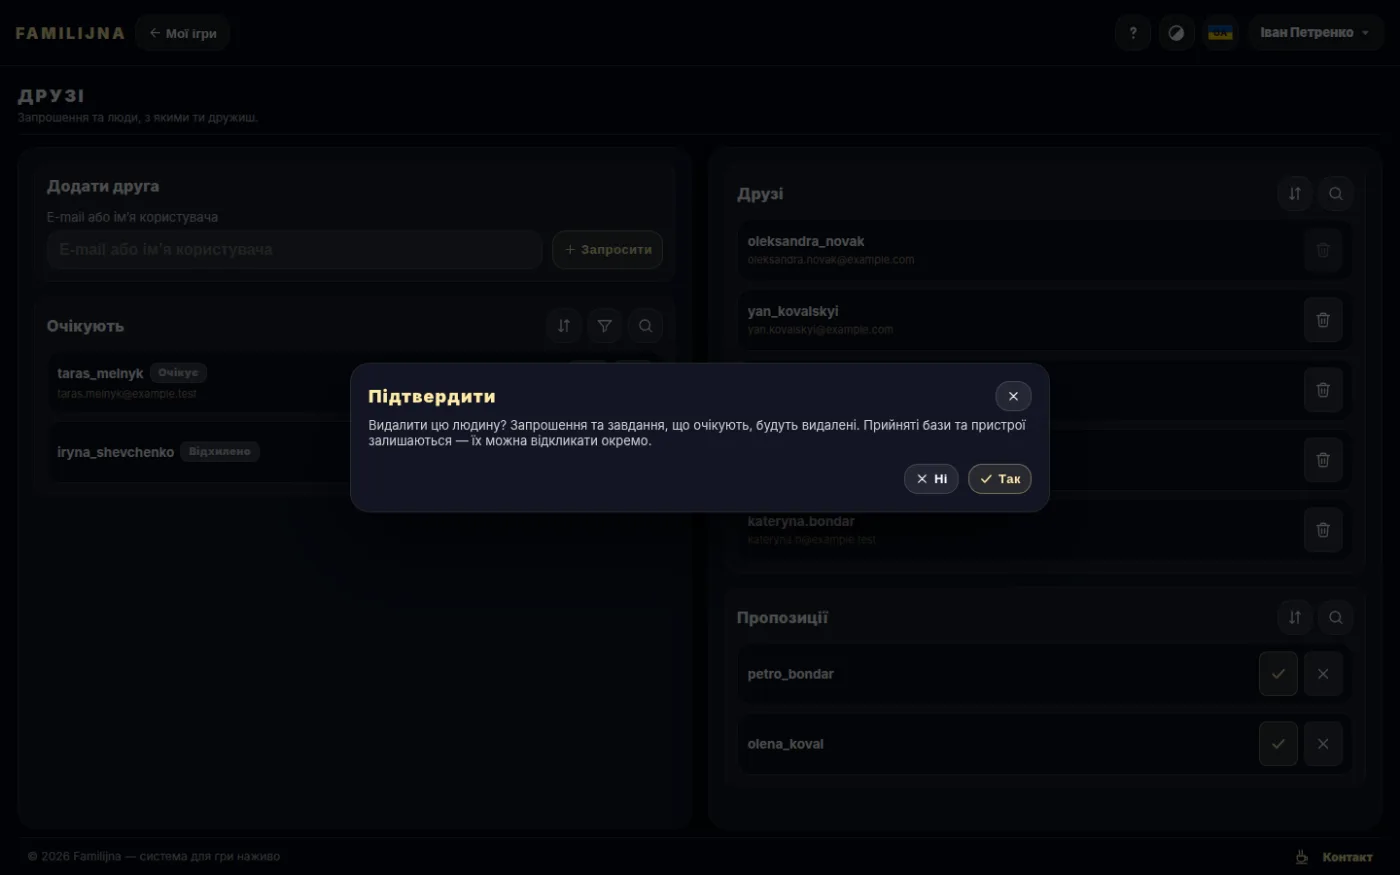 FAMILIJNA
← Мої ігри
?
Іван Петренко
ДРУЗІ
Запрошення та люди, з якими ти дружиш.
Додати друга
E-mail або ім'я користувача
E-mail або ім'я користувача
+ Запросити
Очікують
taras_melnyk Очікує
taras.melnyk@example.test
iryna_shevchenko Відхилено
Друзі
oleksandra_novak
oleksandra.novak@example.com
yan_kovalskyi
yan.kovalskyi@example.com
Підтвердити
Видалити цю людину? Запрошення та завдання, що очікують, будуть видалені. Прийняті бази та пристрої
залишаються — їх можна відкликати окремо.
Ні
Так
kateryna.bondar
kateryna.b@example.test
Пропозиції
petro_bondar
olena_koval
© 2026 Familijna — система для гри наживо
Контакт